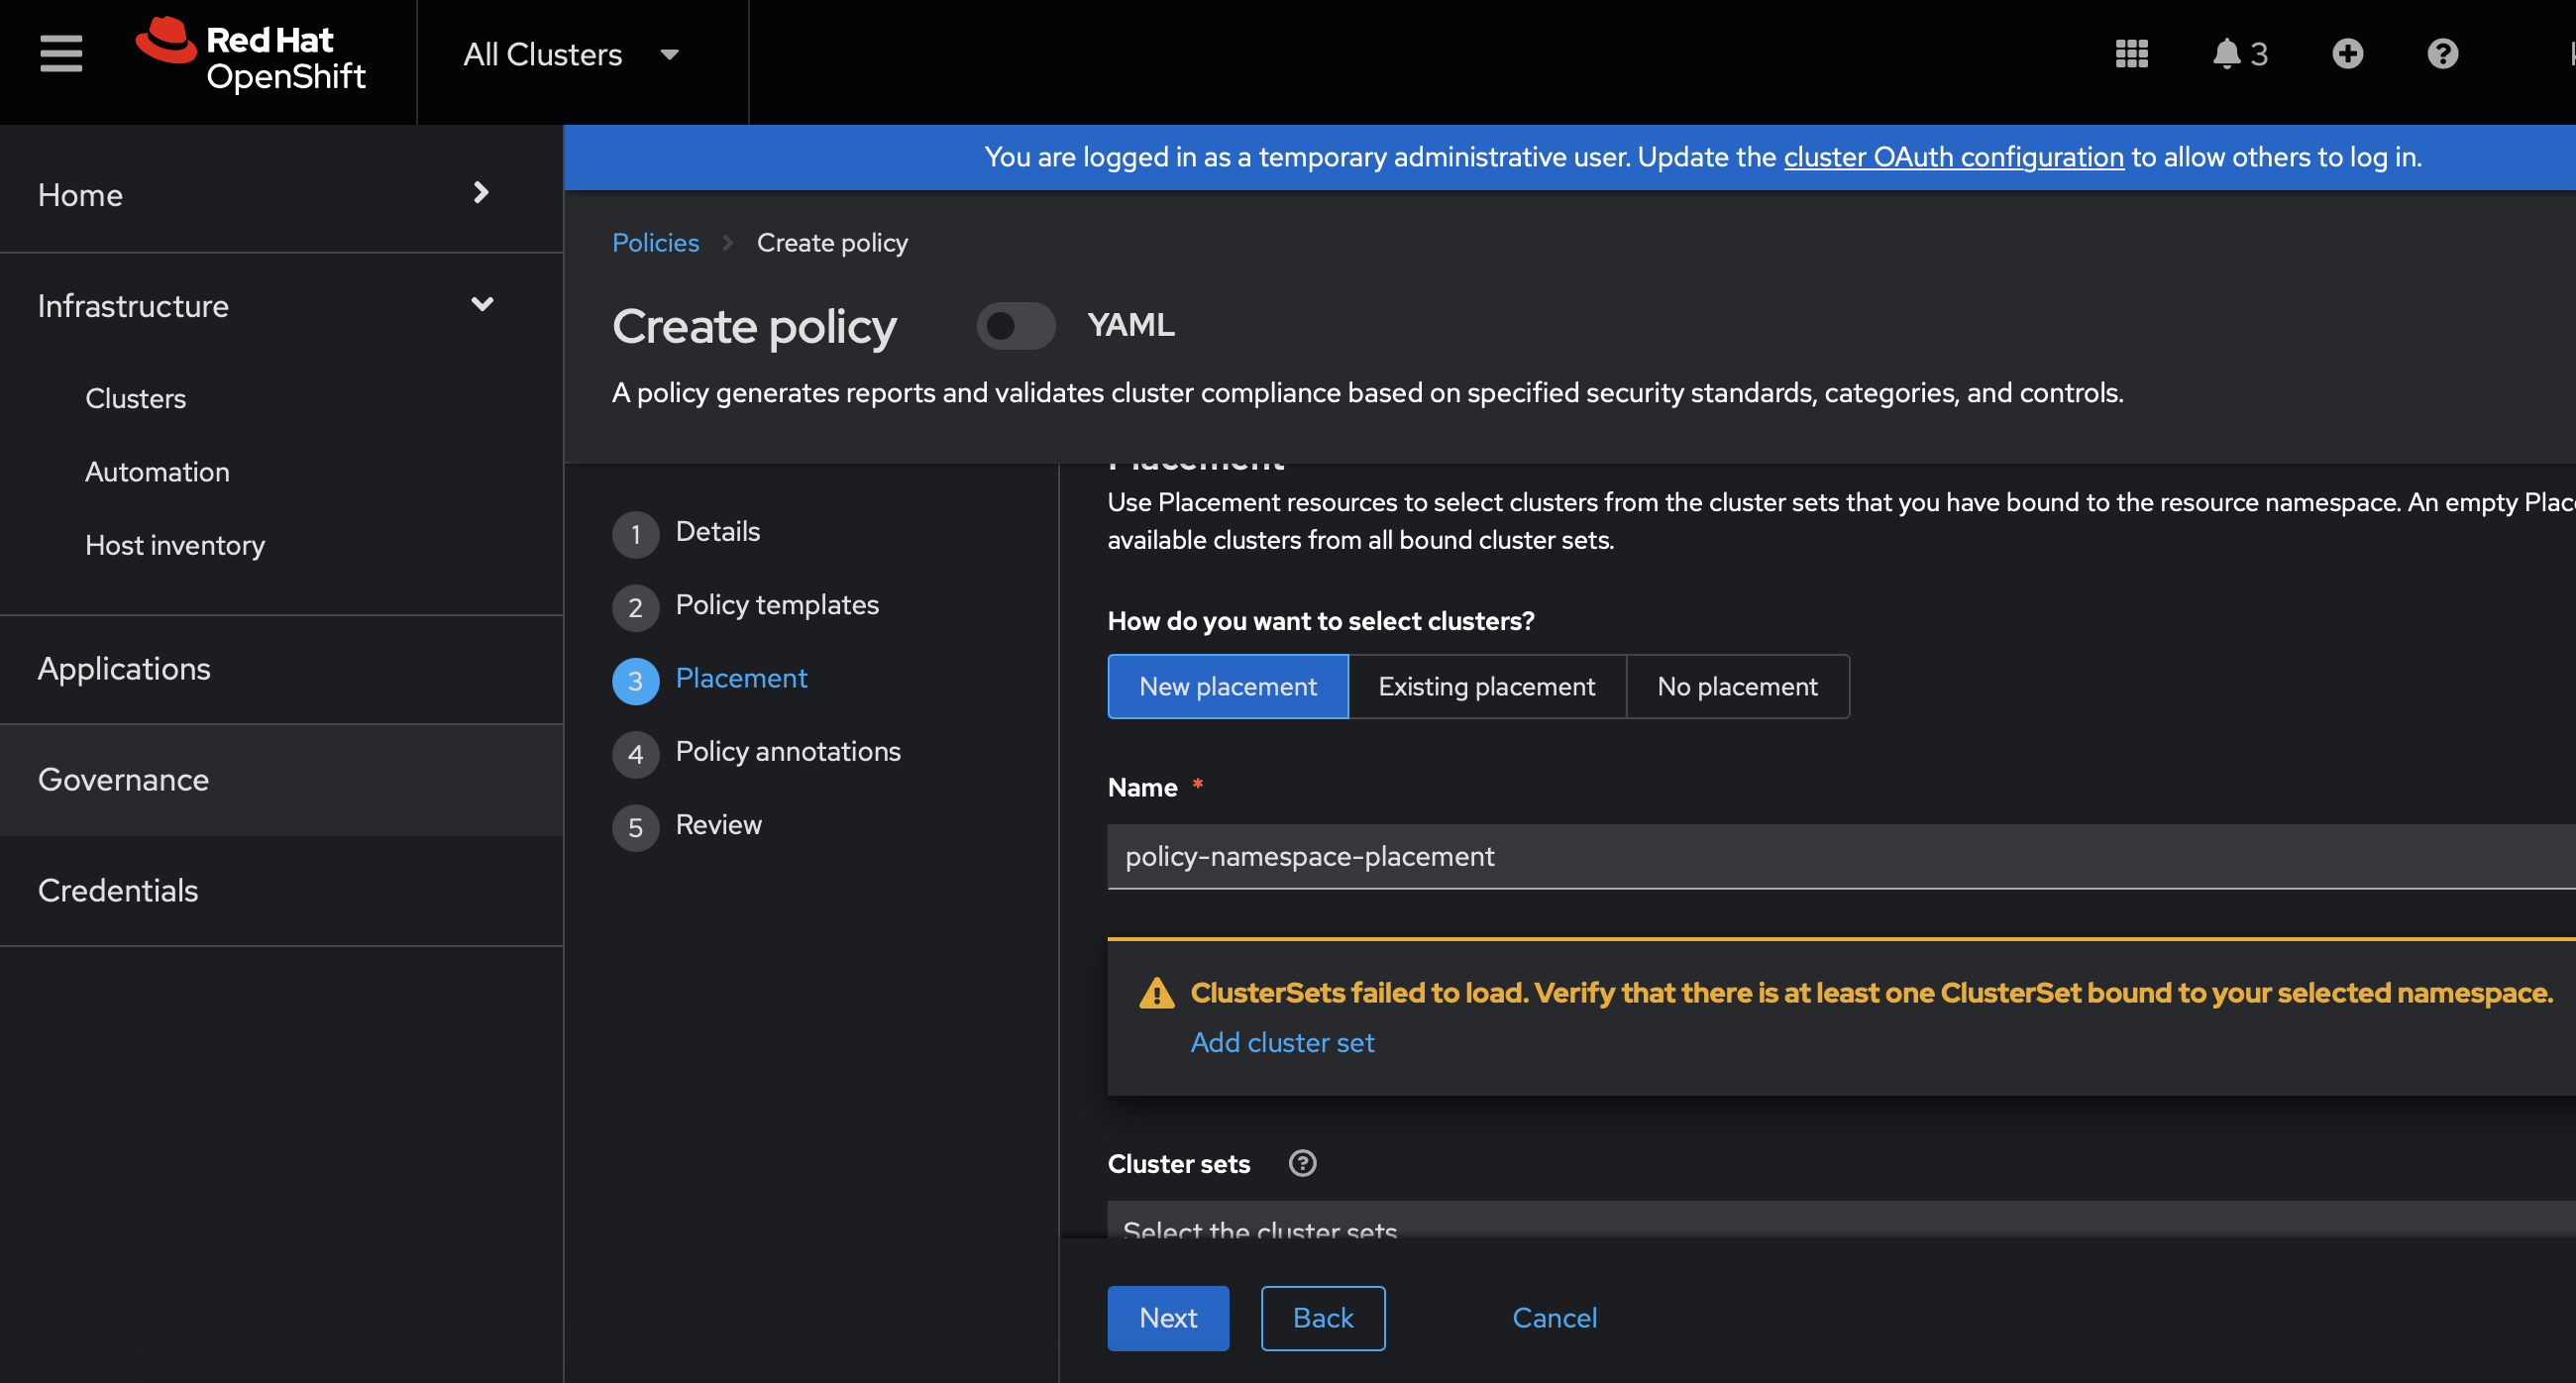 Red Hat
OpenShift
All Clusters
3
You are logged in as a temporary administrative user. Update the cluster OAuth configuration to allow others to log in.
Home
Infrastructure
Clusters
Automation
Host inventory
Applications
Governance
Credentials
Policies
Create policy
Create policy
YAML
A policy generates reports and validates cluster compliance based on specified security standards, categories, and controls.
1 Details
2 Policy templates
3 Placement
4 Policy annotations
5 Review
Placement
Use Placement resources to select clusters from the cluster sets that you have bound to the resource namespace. An empty
available clusters from all bound cluster sets.
How do you want to select clusters?
New placement
Existing placement
No placement
Name *
policy-namespace-placement
ClusterSets failed to load. Verify that there is at least one ClusterSet bound to your selected namespace.
Add cluster set
Cluster sets
Select the cluster sets
Next
Back
Cancel